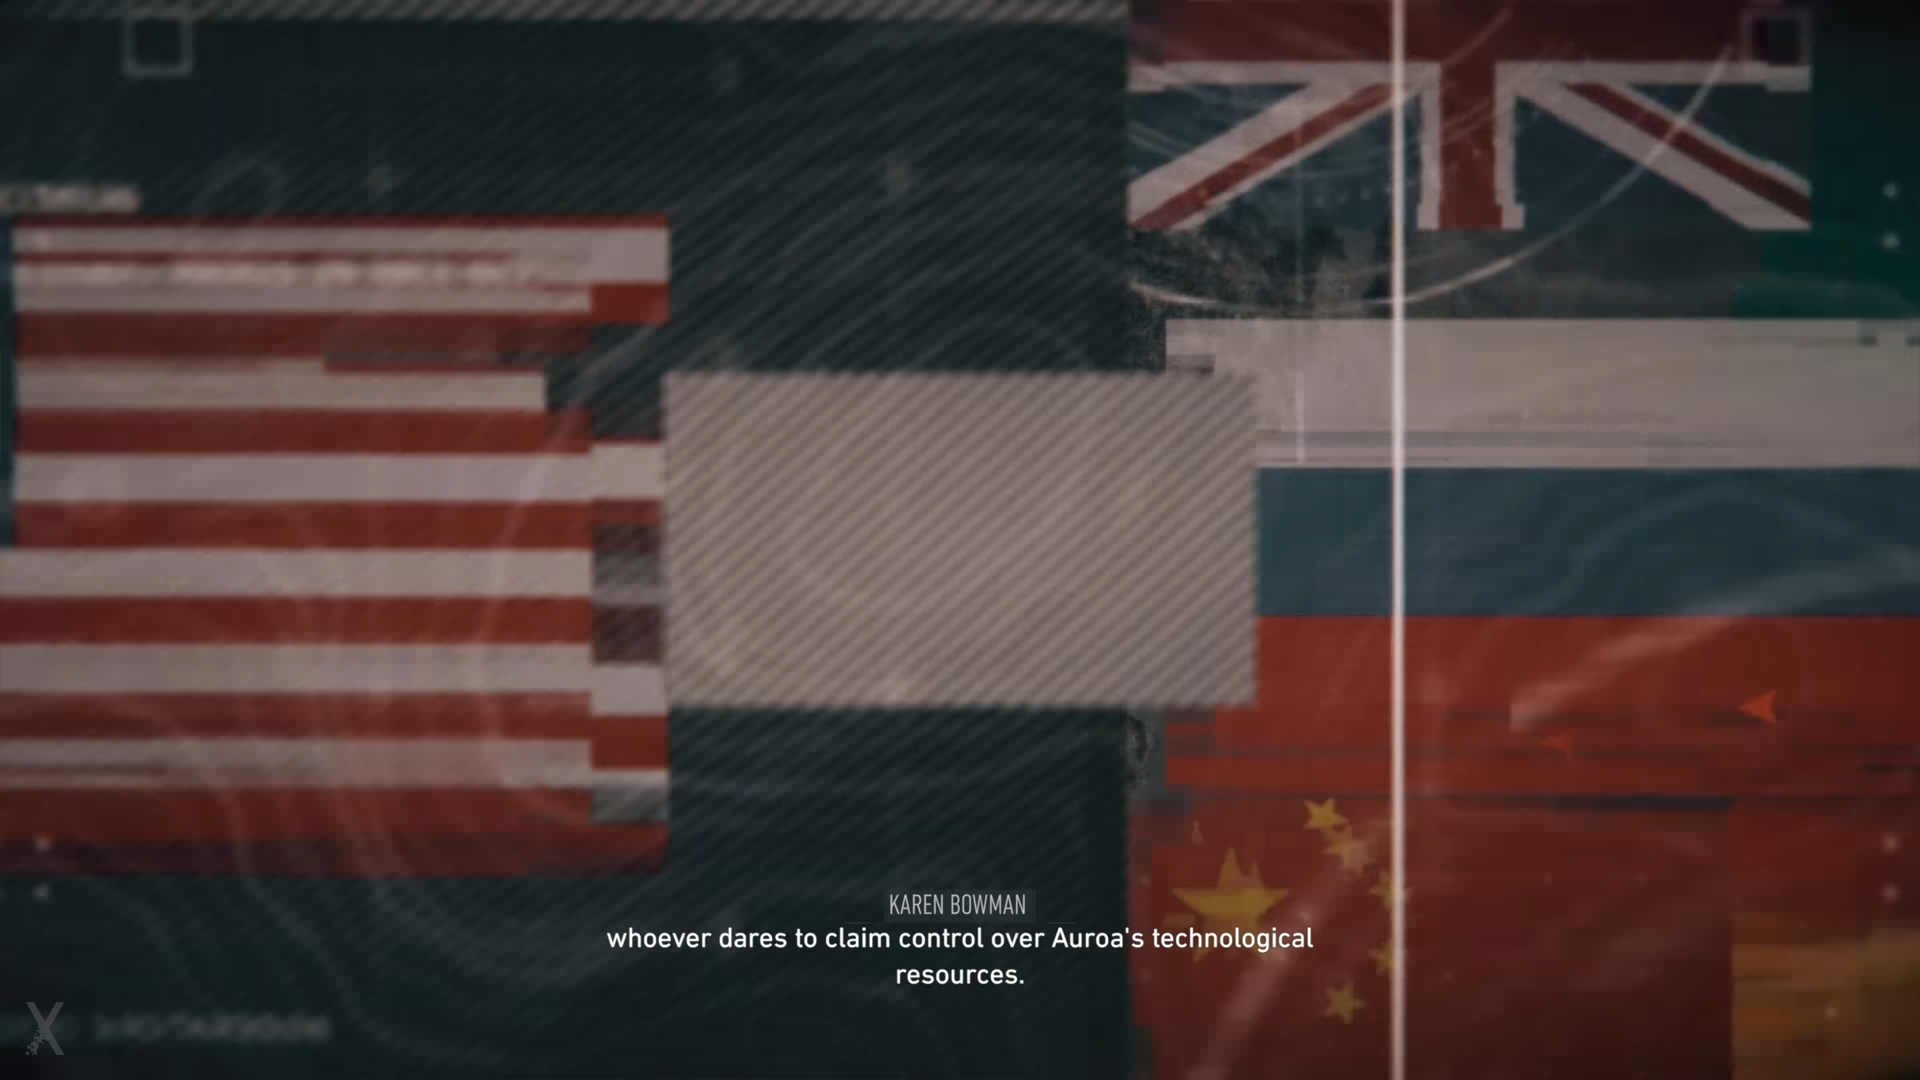 KAREN BOWMAN
whoever dares to claim control over Auroa's technological
resources.
X